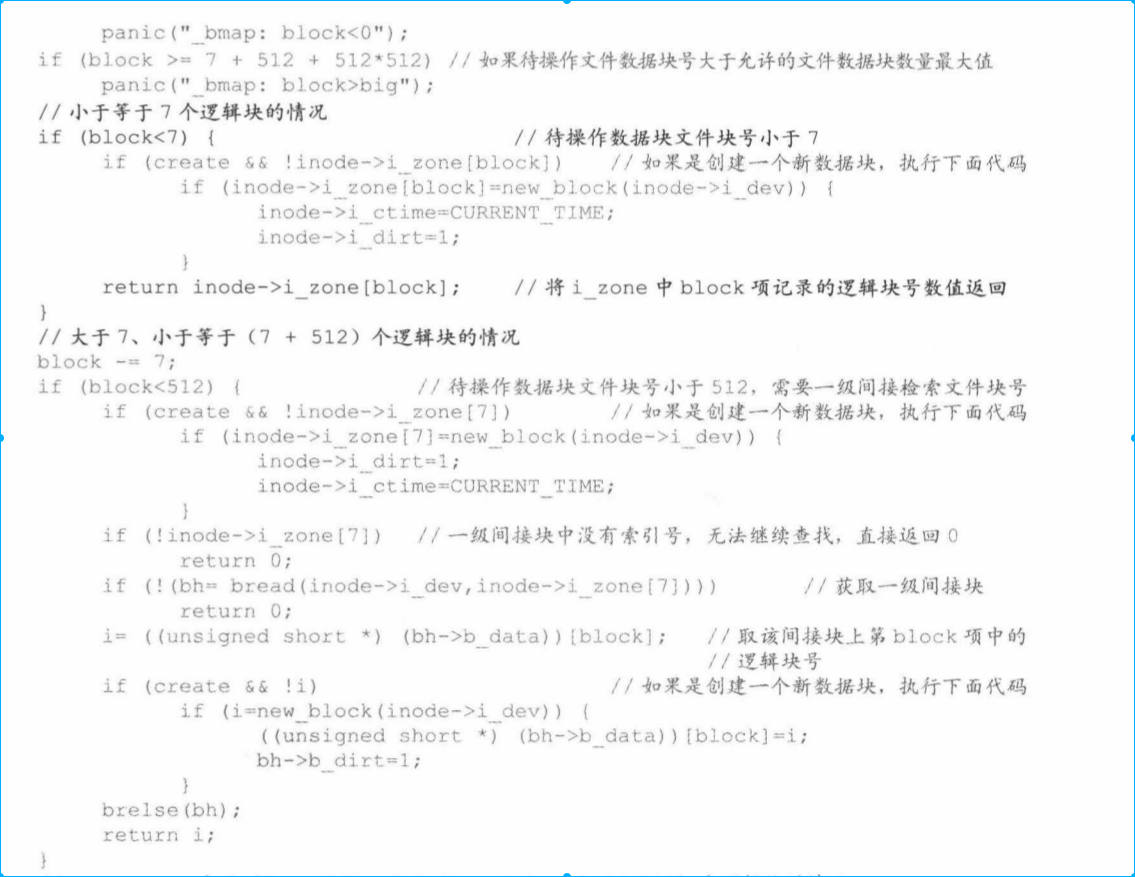 panic("_bmap: block<0");
if (block >= 7 + 512 + 512*512) // 如果待操作文件数据块号大于允许的文件数据块数量最大值
panic("_bmap: block>big");
// 小于等于 7 个逻辑块的情况
if (block<7) { // 待操作数据块文件块号小于 7
if (create && !inode->i_zone[block]) // 如果是创建一个新数据块，执行下面代码
if (inode->i_zone[block]=new_block(inode->i_dev)) {
inode->i_ctime=CURRENT_TIME;
inode->i_dirt=1;
}
return inode->i_zone[block]; // 将 i_zone 中 block 项记录的逻辑块号数值返回
}
// 大于 7、小于等于（7 + 512）个逻辑块的情况
block -= 7;
if (block<512) { // 待操作数据块文件块号小于 512，需要一级间接检索文件块号
if (create && !inode->i_zone[7]) // 如果是创建一个新数据块，执行下面代码
if (inode->i_zone[7]=new_block(inode->i_dev)) {
inode->i_dirt=1;
inode->i_ctime=CURRENT_TIME;
}
if (!inode->i_zone[7]) // 一级间接块中没有索引号，无法继续查找，直接返回 0
return 0;
if (!(bh= bread(inode->i_dev,inode->i_zone[7]))) // 获取一级间接块
return 0;
i= ((unsigned short *) (bh->b_data))[block]; // 取该间接块上第 block 项中的
// 逻辑块号
if (create && !i) // 如果是创建一个新数据块，执行下面代码
if (i=new_block(inode->i_dev)) {
((unsigned short *) (bh->b_data))[block]=i;
bh->b_dirt=1;
}
brelse(bh);
return i;
}